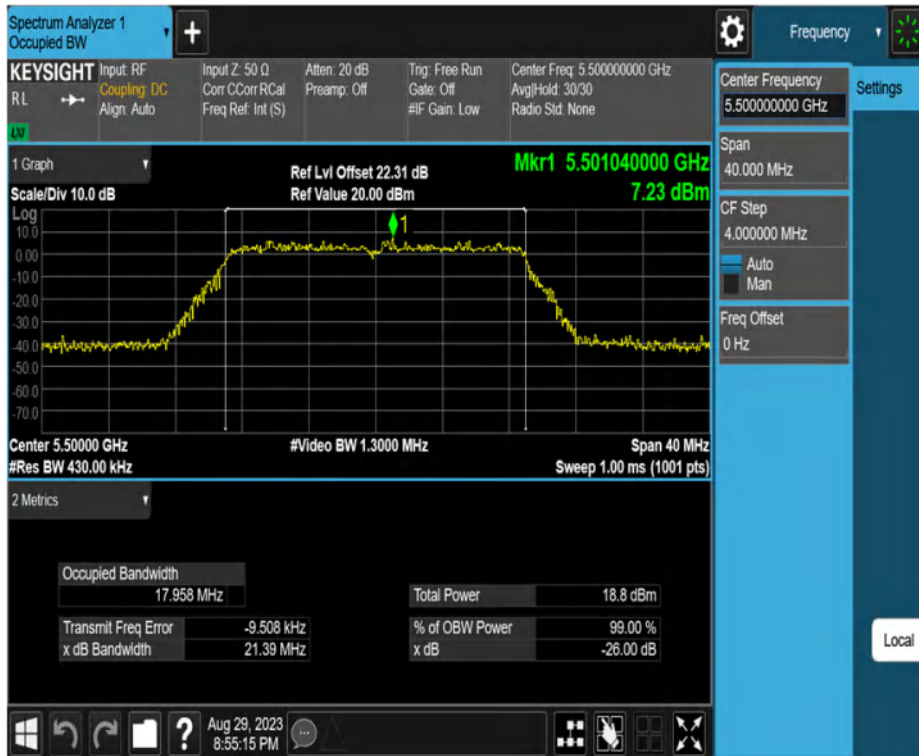 Spectrum Analyzer 1
Occupied BW
+
Frequency
KEYSIGHT
RL
LXI
Input: RF
Coupling: DC
Align: Auto
Input Z: 50 Ω
Corr CCorr RCal
Freq Ref: Int (S)
Atten: 20 dB
Preamp: Off
Trig: Free Run
Gate: Off
#IF Gain: Low
Center Freq: 5.500000000 GHz
Avg|Hold: 30/30
Radio Std: None
Center Frequency
5.500000000 GHz
Settings
Span
40.000 MHz
CF Step
4.000000 MHz
Auto
Man
Freq Offset
0 Hz
Local
1 Graph
Scale/Div 10.0 dB
Ref Lvl Offset 22.31 dB
Ref Value 20.00 dBm
Mkr1 5.501040000 GHz
7.23 dBm
Log
10.0
0.00
-10.0
-20.0
-30.0
-40.0
-50.0
-60.0
-70.0
1
Center 5.50000 GHz
#Res BW 430.00 kHz
#Video BW 1.3000 MHz
Span 40 MHz
Sweep 1.00 ms (1001 pts)
2 Metrics
Occupied Bandwidth
17.958 MHz
Total Power 18.8 dBm
Transmit Freq Error -9.508 kHz
% of OBW Power 99.00 %
x dB Bandwidth 21.39 MHz
x dB -26.00 dB
?
Aug 29, 2023
8:55:15 PM